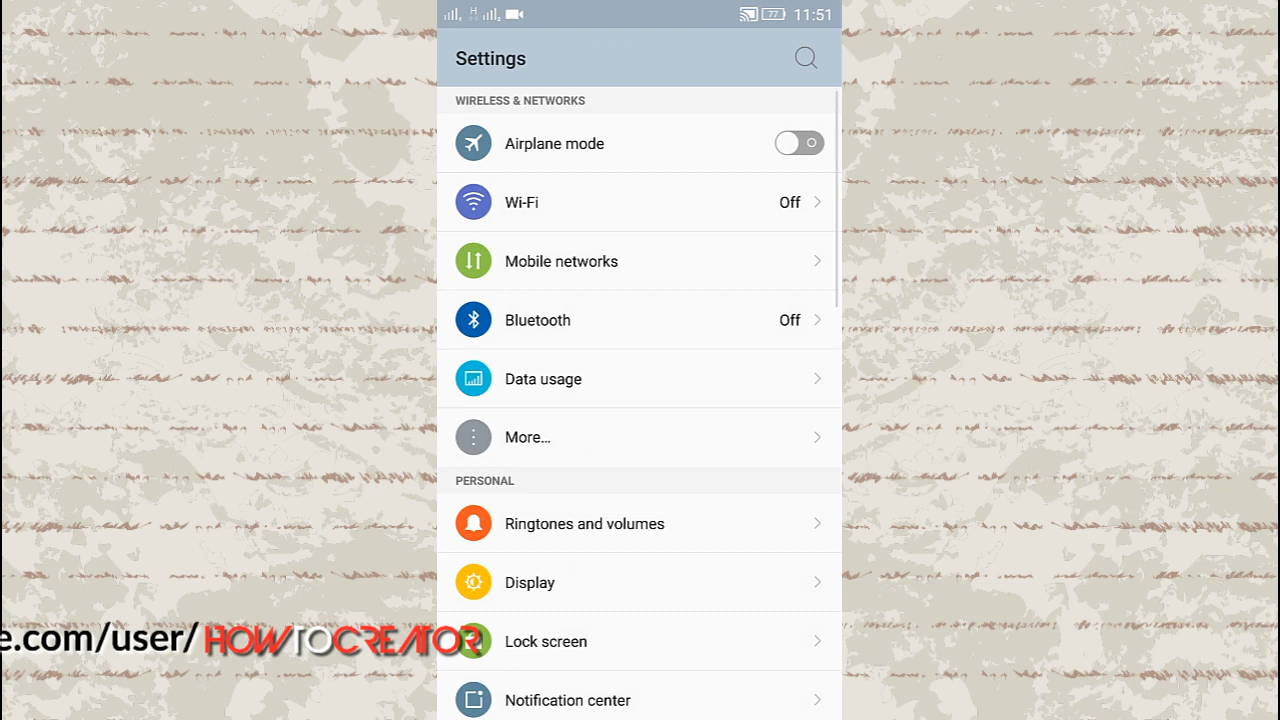 H
77
11:51
Settings
WIRELESS & NETWORKS
Airplane mode
Wi-Fi Off
Mobile networks
Bluetooth Off
Data usage
More...
PERSONAL
Ringtones and volumes
Display
Lock screen
Notification center
e.com/user/HOWTOCREATOR